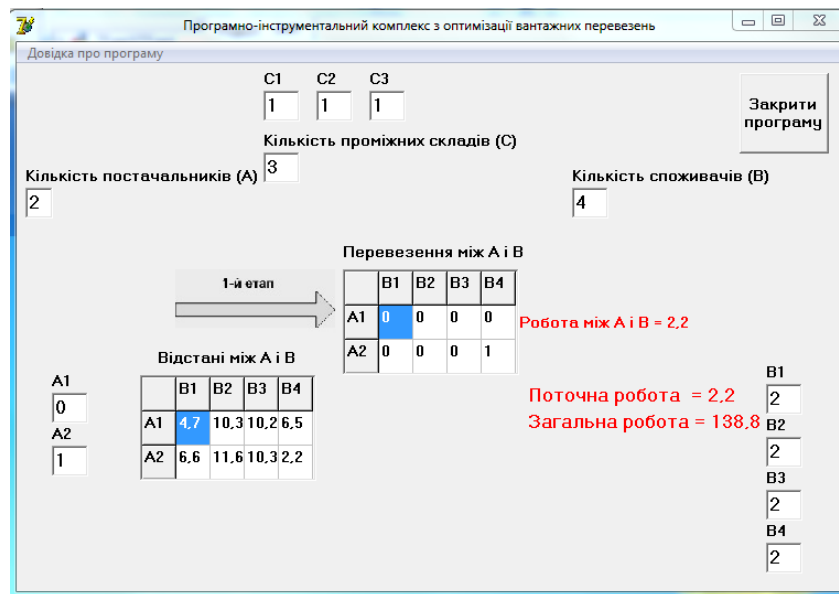 Програмно-інструментальний комплекс з оптимізації вантажних перевезень
Довідка про програму
C1 C2 C3
1 1 1
Закрити
програму
Кількість проміжних складів (C)
3
Кількість постачальників (A)
2
Кількість споживачів (B)
4
Перевезення між A і B
1-й етап
B1 B2 B3 B4
A1 0 0 0 0
A2 0 0 0 1
Робота між A і B = 2,2
Відстані між A і B
B1 B2 B3 B4
A1 4,7 10,3 10,2 6,5
A2 6,6 11,6 10,3 2,2
A1
0
A2
1
Поточна робота = 2,2
Загальна робота = 138,8
B1
2
B2
2
B3
2
B4
2